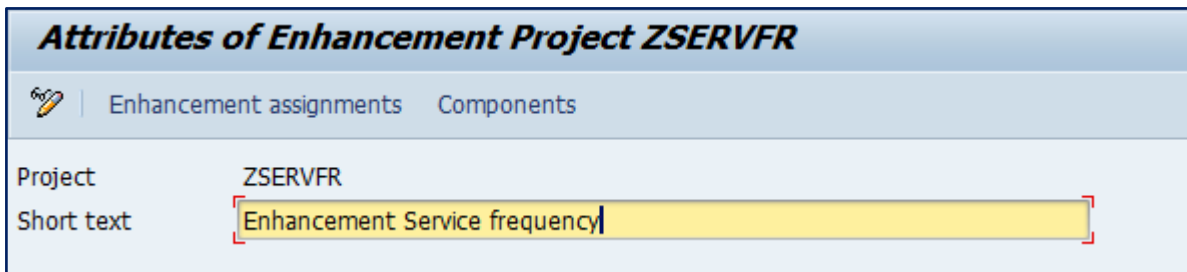 Attributes of Enhancement Project ZSERVFR
Enhancement assignments Components
Project ZSERVFR
Short text Enhancement Service frequency